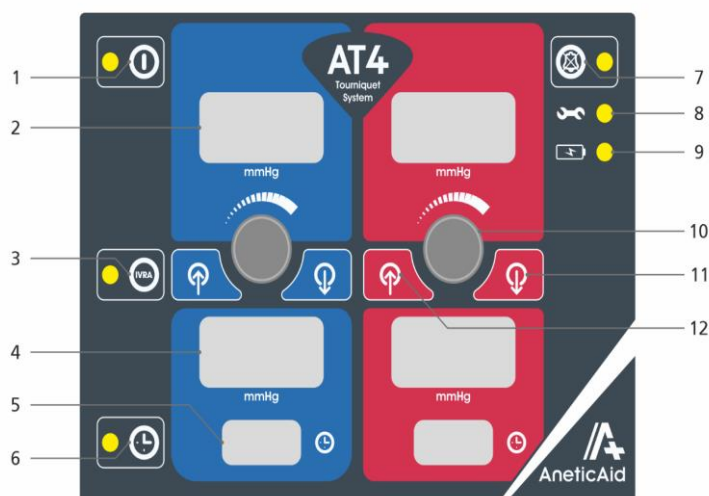 1
2
3
4
5
6
AT4
Tourniquet
System
mmHg
mmHg
IVRA
mmHg
mmHg
AneticAid
7
8
9
10
11
12